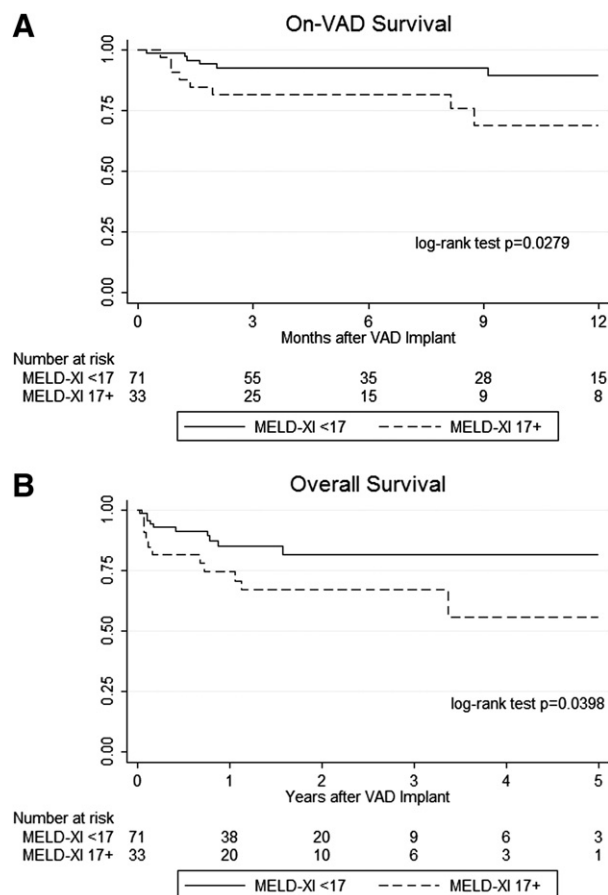 A
On-VAD Survival
1.00
0.75
0.50
0.25
0.00
log-rank test p=0.0279
0 3 6 9 12
Months after VAD Implant
Number at risk
MELD-XI <17 71 55 35 28 15
MELD-XI 17+ 33 25 15 9 8
MELD-XI <17 MELD-XI 17+
B
Overall Survival
1.00
0.75
0.50
0.25
0.00
log-rank test p=0.0398
0 1 2 3 4 5
Years after VAD Implant
Number at risk
MELD-XI <17 71 38 20 9 6 3
MELD-XI 17+ 33 20 10 6 3 1
MELD-XI <17 MELD-XI 17+